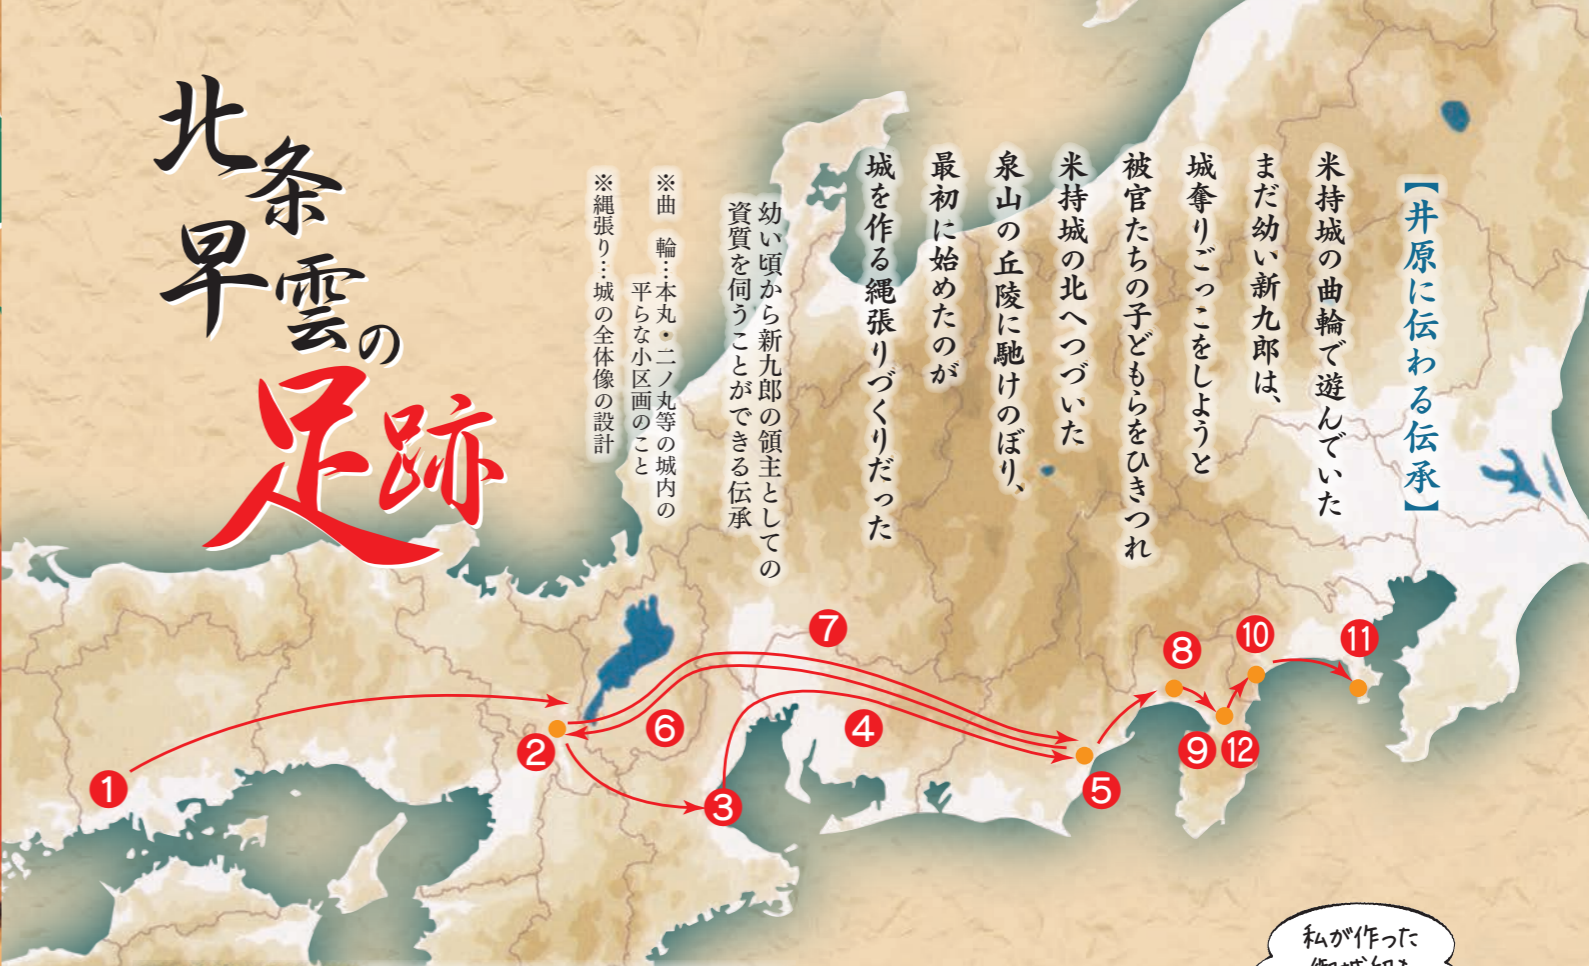 北条早雲の足跡
【井原に伝わる伝承】
米持城の曲輪で遊んでいた
まだ幼い新九郎は、
城奪りごっこをしようと
被官たちの子どもらをひきつれ
米持城の北へつづいた
泉山の丘陵に馳けのぼり、
最初に始めたのが
城を作る縄張りづくりだった
幼い頃から新九郎の領主としての
資質を伺うことができる伝承
※曲　輪…本丸・二ノ丸等の城内の
平らな小区画のこと
※縄張り…城の全体像の設計
1
2
3
4
5
6
7
8
9
10
11
12
私が作った